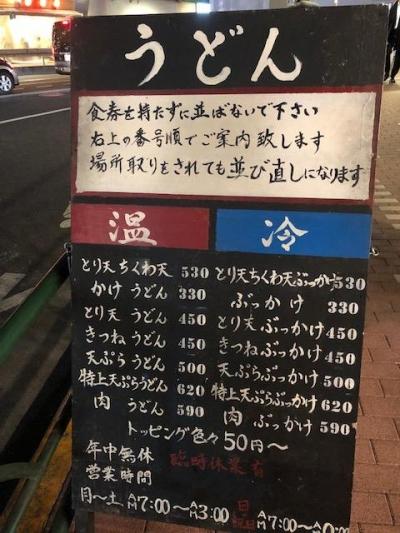 うどん
食券を持たずに並ばないで下さい
右上の番号順でご案内致します
場所取りをされても並び直しになります
温
冷
とり天ちくわ天 530
かけうどん 330
とり天うどん 450
きつねうどん 450
天ぷらうどん 500
特上天ぷらうどん 620
肉うどん 590
とり天ちくわ天ぶっかけ 530
ぶっかけ 330
とり天ぶっかけ 450
きつねぶっかけ 450
天ぷらぶっかけ 500
特上天ぷらぶっかけ 620
肉ぶっかけ 590
トッピング色々50円〜
年中無休 臨時休業有
営業時間
月〜土 AM7:00〜AM3:00
日祝日 AM7:00〜